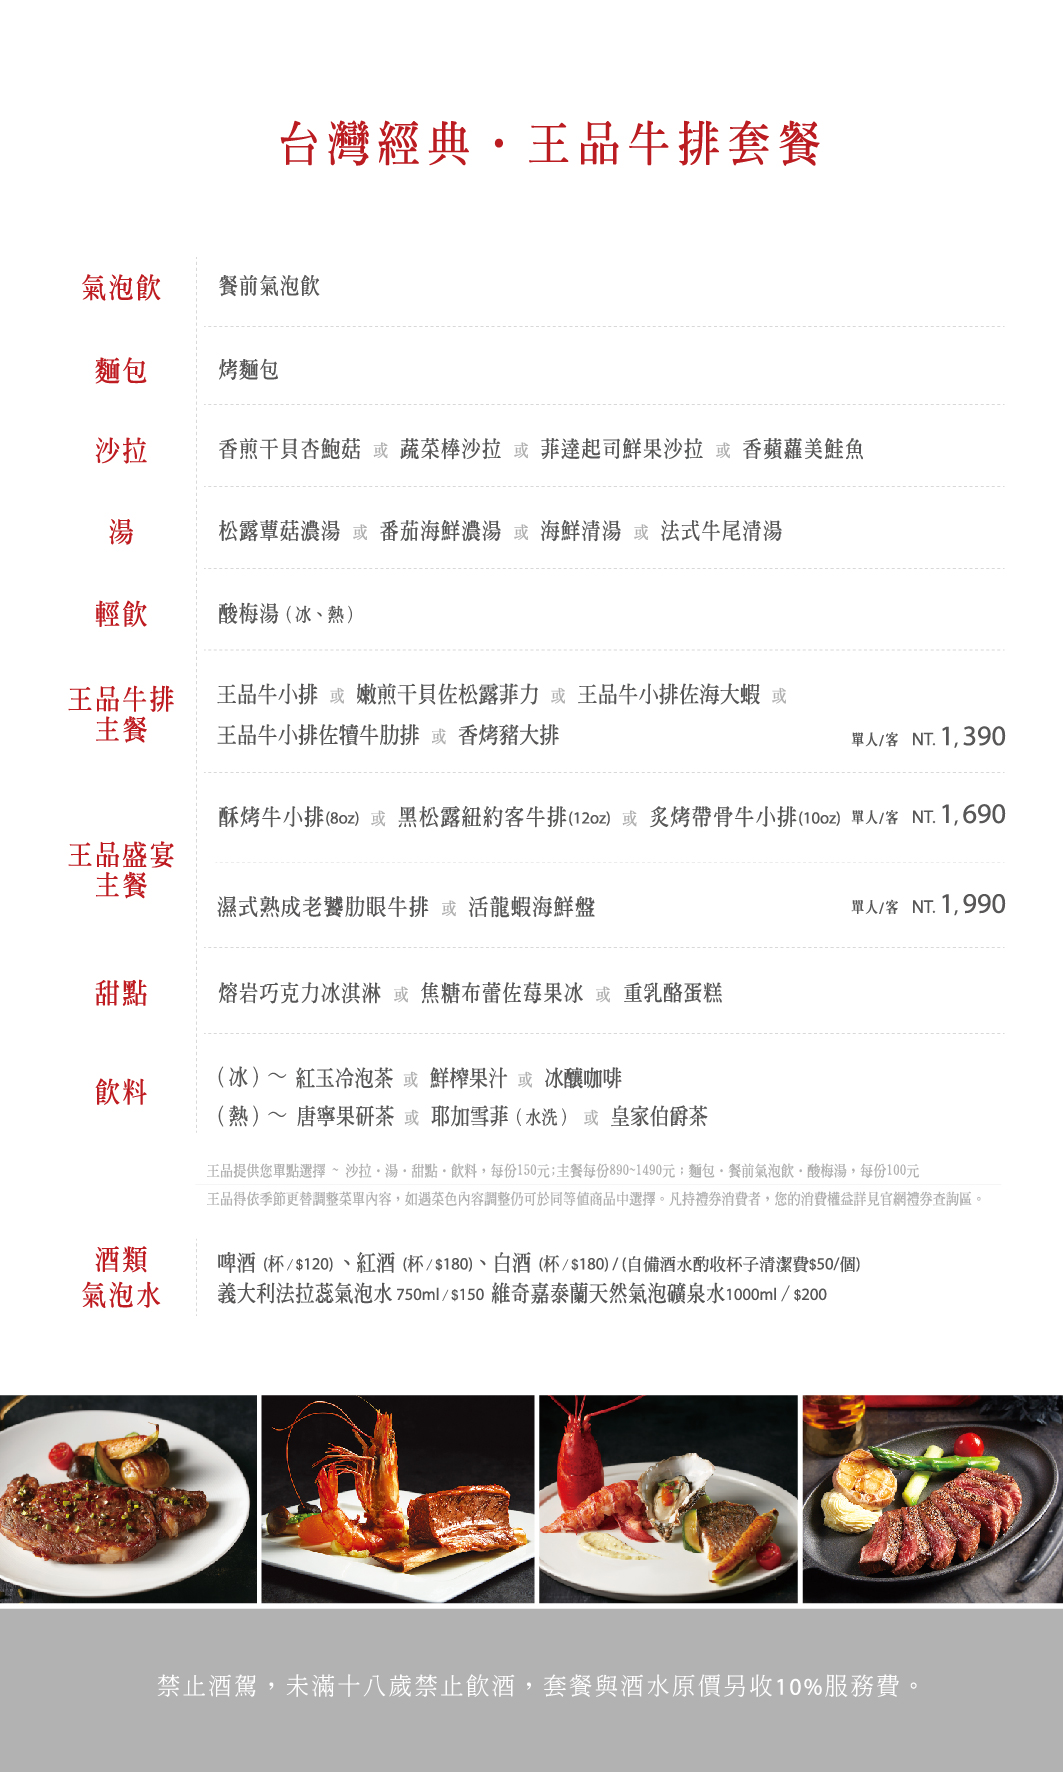 台灣經典・王品牛排套餐
氣泡飲 餐前氣泡飲
麵包 烤麵包
沙拉 香煎干貝杏鮑菇 或 蔬菜棒沙拉 或 菲達起司鮮果沙拉 或 香蘋蘿美鮭魚
湯 松露蕈菇濃湯 或 番茄海鮮濃湯 或 海鮮清湯 或 法式牛尾清湯
輕飲 酸梅湯（冰、熱）
王品牛排
主餐
王品牛小排 或 嫩煎干貝佐松露菲力 或 王品牛小排佐海大蝦 或
王品牛小排佐犢牛肋排 或 香烤豬大排 單人/客 NT. 1,390
王品盛宴
主餐
酥烤牛小排(8oz) 或 黑松露紐約客牛排(12oz) 或 炙烤帶骨牛小排(10oz) 單人/客 NT. 1,690
濕式熟成老饕肋眼牛排 或 活龍蝦海鮮盤 單人/客 NT. 1,990
甜點 熔岩巧克力冰淇淋 或 焦糖布蕾佐莓果冰 或 重乳酪蛋糕
飲料
（冰）～ 紅玉冷泡茶 或 鮮榨果汁 或 冰釀咖啡
（熱）～ 唐寧果研茶 或 耶加雪菲（水洗） 或 皇家伯爵茶
王品提供您單點選擇 ~ 沙拉・湯・甜點・飲料，每份150元;主餐每份890~1490元；麵包・餐前氣泡飲・酸梅湯，每份100元
王品得依季節更替調整菜單內容，如遇菜色內容調整仍可於同等值商品中選擇。凡持禮券消費者，您的消費權益詳見官網禮券查詢區。
酒類
氣泡水
啤酒 (杯/$120) 、紅酒 (杯/$180)、白酒 (杯/$180) / (自備酒水酌收杯子清潔費$50/個)
義大利法拉蕊氣泡水 750ml / $150 維奇嘉泰蘭天然氣泡礦泉水1000ml / $200
禁止酒駕，未滿十八歲禁止飲酒，套餐與酒水原價另收10%服務費。